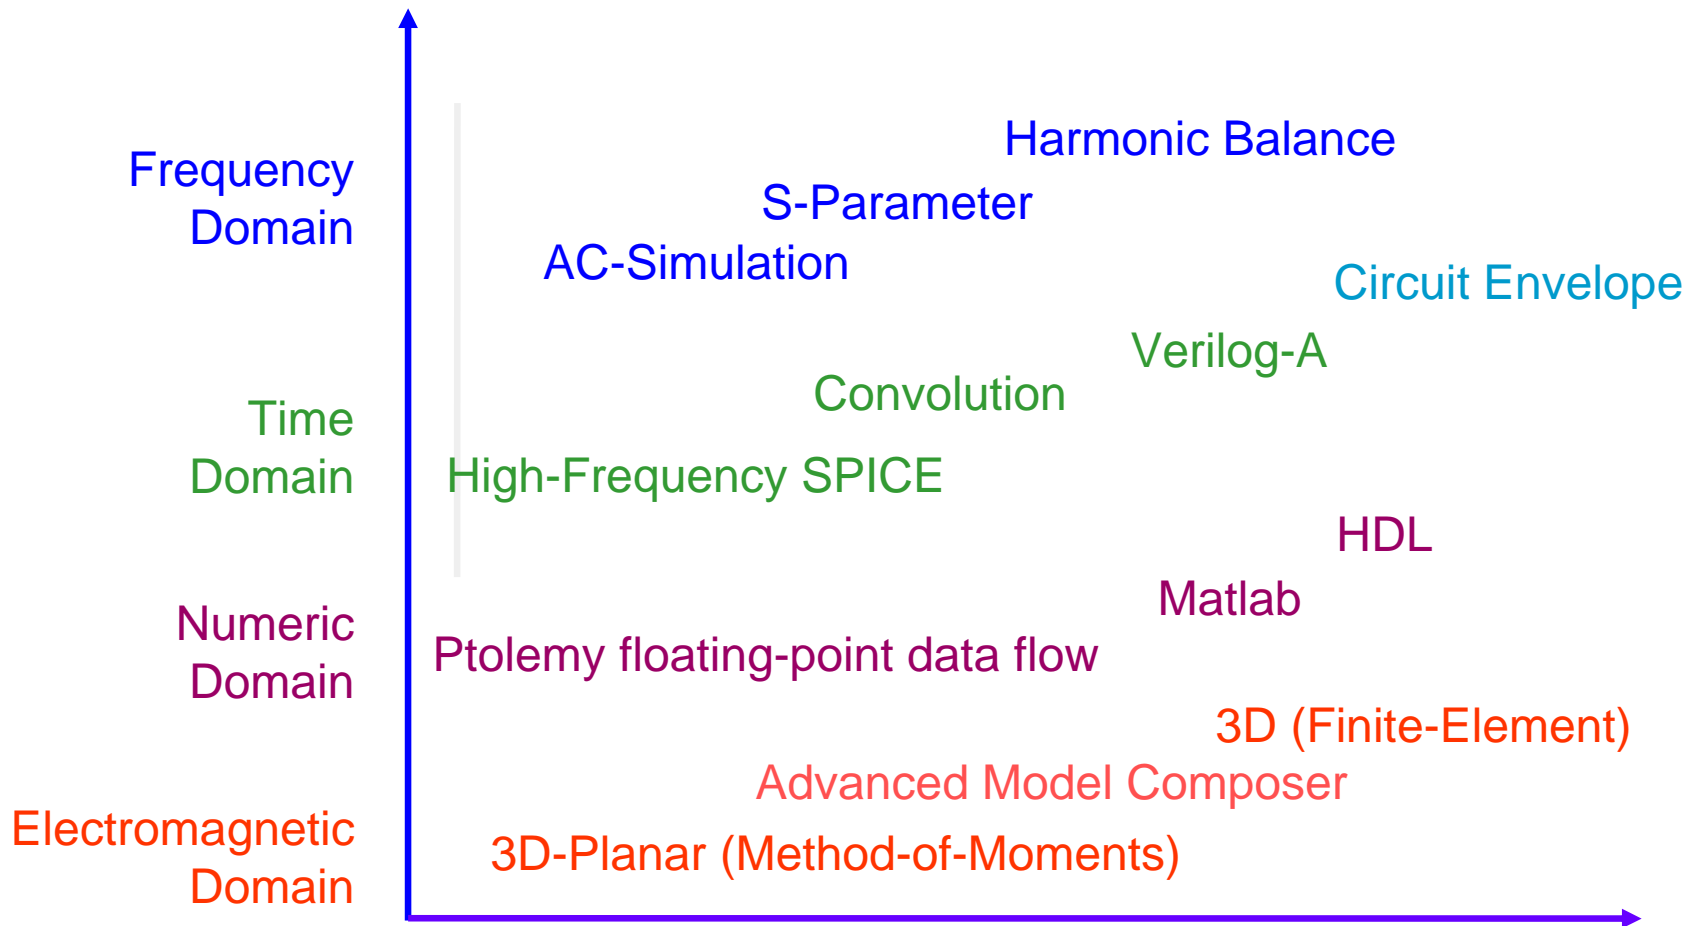 Harmonic Balance
Frequency
Domain
S-Parameter
AC-Simulation
Circuit Envelope
Verilog-A
Convolution
Time
Domain
High-Frequency SPICE
HDL
Matlab
Numeric
Domain
Ptolemy floating-point data flow
3D (Finite-Element)
Advanced Model Composer
Electromagnetic
Domain
3D-Planar (Method-of-Moments)